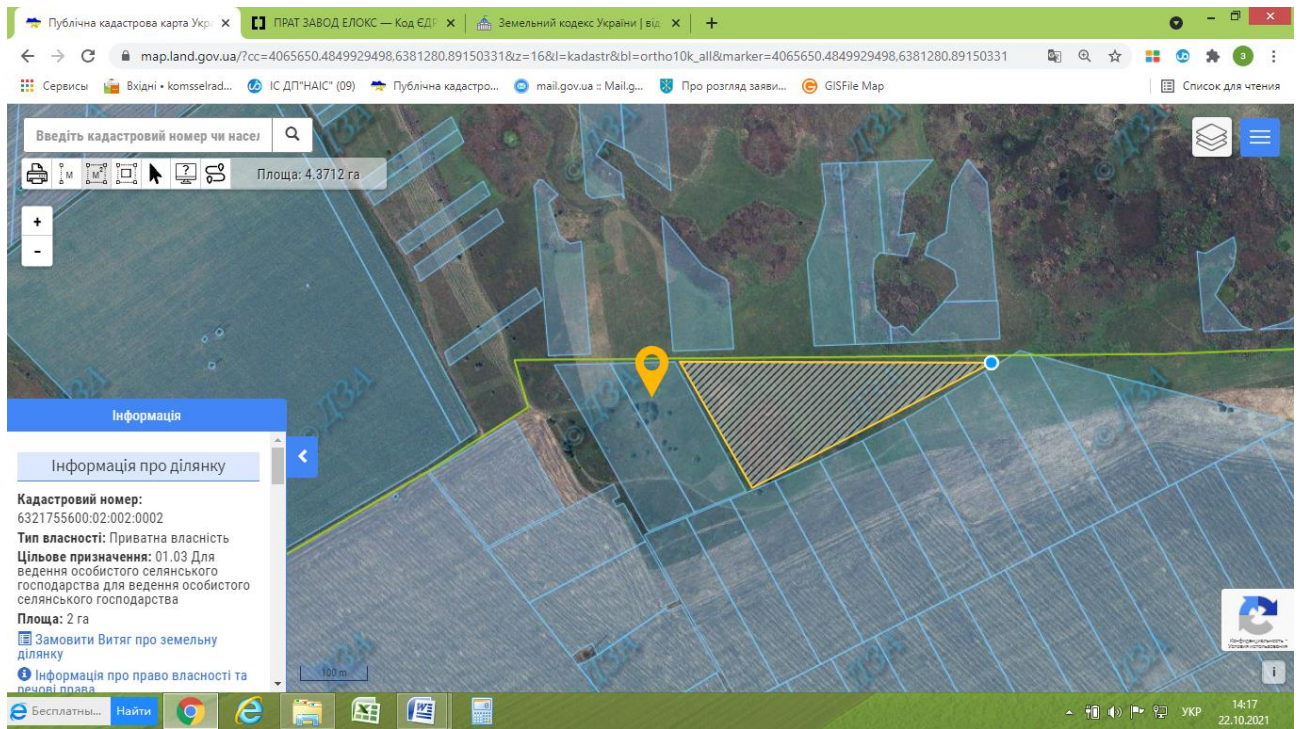 Публічна кадастрова карта Укр
ПРАТ ЗАВОД ЕЛОКС — Код ЄДР
Земельний кодекс України | від
map.land.gov.ua/?cc=4065650.4849929498,6381280.89150331&z=16&l=kadastr&bl=ortho10k_all&marker=4065650.4849929498,6381280.89150331
З
Сервисы
Вхідні • komsselrad...
ІС ДП"НАІС" (09)
Публічна кадастро...
mail.gov.ua :: Mail.g...
Про розгляд заяви...
GISFile Map
Список для чтения
Введіть кадастровий номер чи насел
Площа: 4.3712 га
+
-
ДЗА
Інформація
Інформація про ділянку
Кадастровий номер:
6321755600:02:002:0002
Тип власності: Приватна власність
Цільове призначення: 01.03 Для
ведення особистого селянського
господарства для ведення особистого
селянського господарства
Площа: 2 га
Замовити Витяг про земельну
ділянку
Інформація про право власності та
речові права
100 m
Конфиденциальность -
Условия использования
i
Бесплатны...
Найти
УКР
14:17
22.10.2021